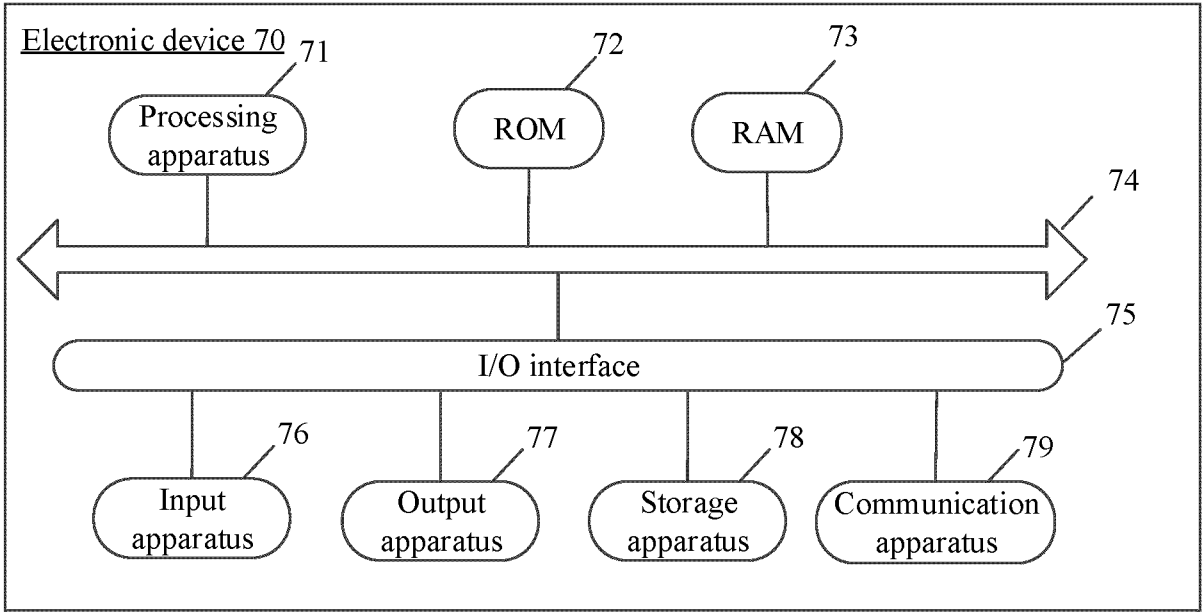 Electronic device 70
71
72
73
Processing
apparatus
ROM
RAM
74
75
I/O interface
76
77
78
79
Input
apparatus
Output
apparatus
Storage
apparatus
Communication
apparatus